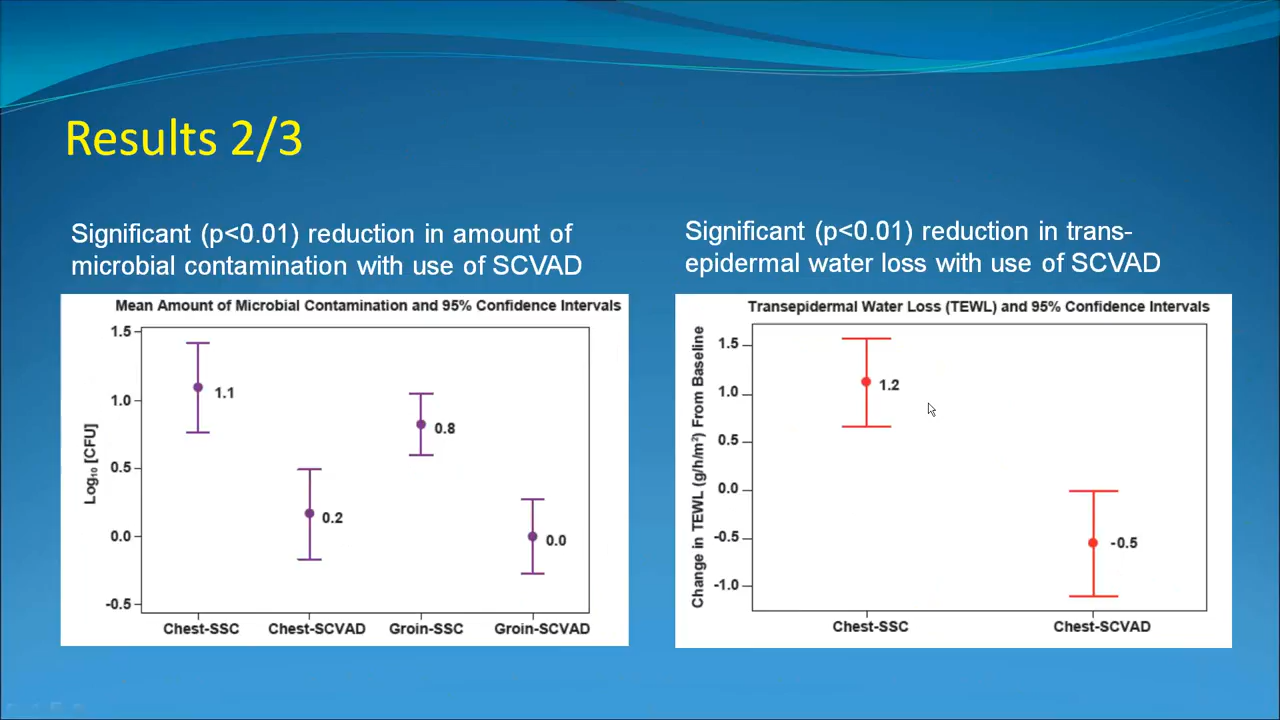 Results 2/3
Significant (p<0.01) reduction in amount of
microbial contamination with use of SCVAD
Mean Amount of Microbial Contamination and 95% Confidence Intervals
Log₁₀ [CFU]
1.5
1.0
0.5
0.0
-0.5
1.1
0.2
0.8
0.0
Chest-SSC Chest-SCVAD Groin-SSC Groin-SCVAD
Significant (p<0.01) reduction in trans-
epidermal water loss with use of SCVAD
Transepidermal Water Loss (TEWL) and 95% Confidence Intervals
Change in TEWL (g/h/m²) From Baseline
1.5
1.0
0.5
0.0
-0.5
-1.0
1.2
-0.5
Chest-SSC Chest-SCVAD